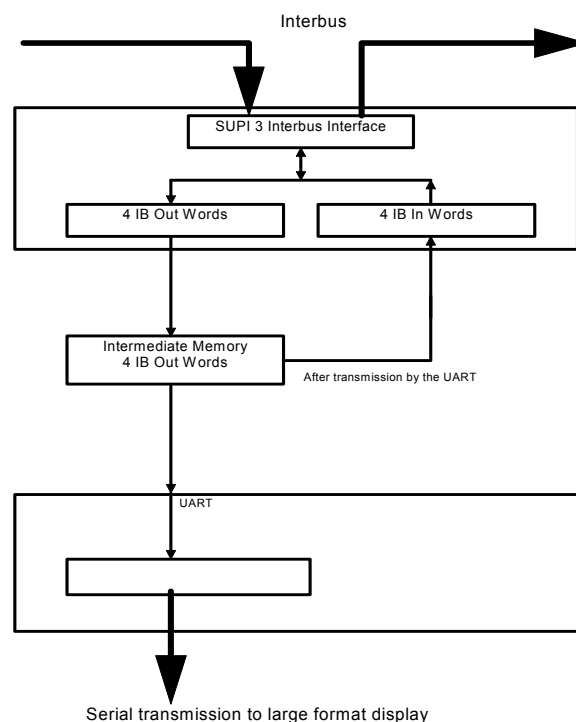 Interbus
SUPI 3 Interbus Interface
4 IB Out Words
4 IB In Words
Intermediate Memory
4 IB Out Words
After transmission by the UART
UART
Serial transmission to large format display